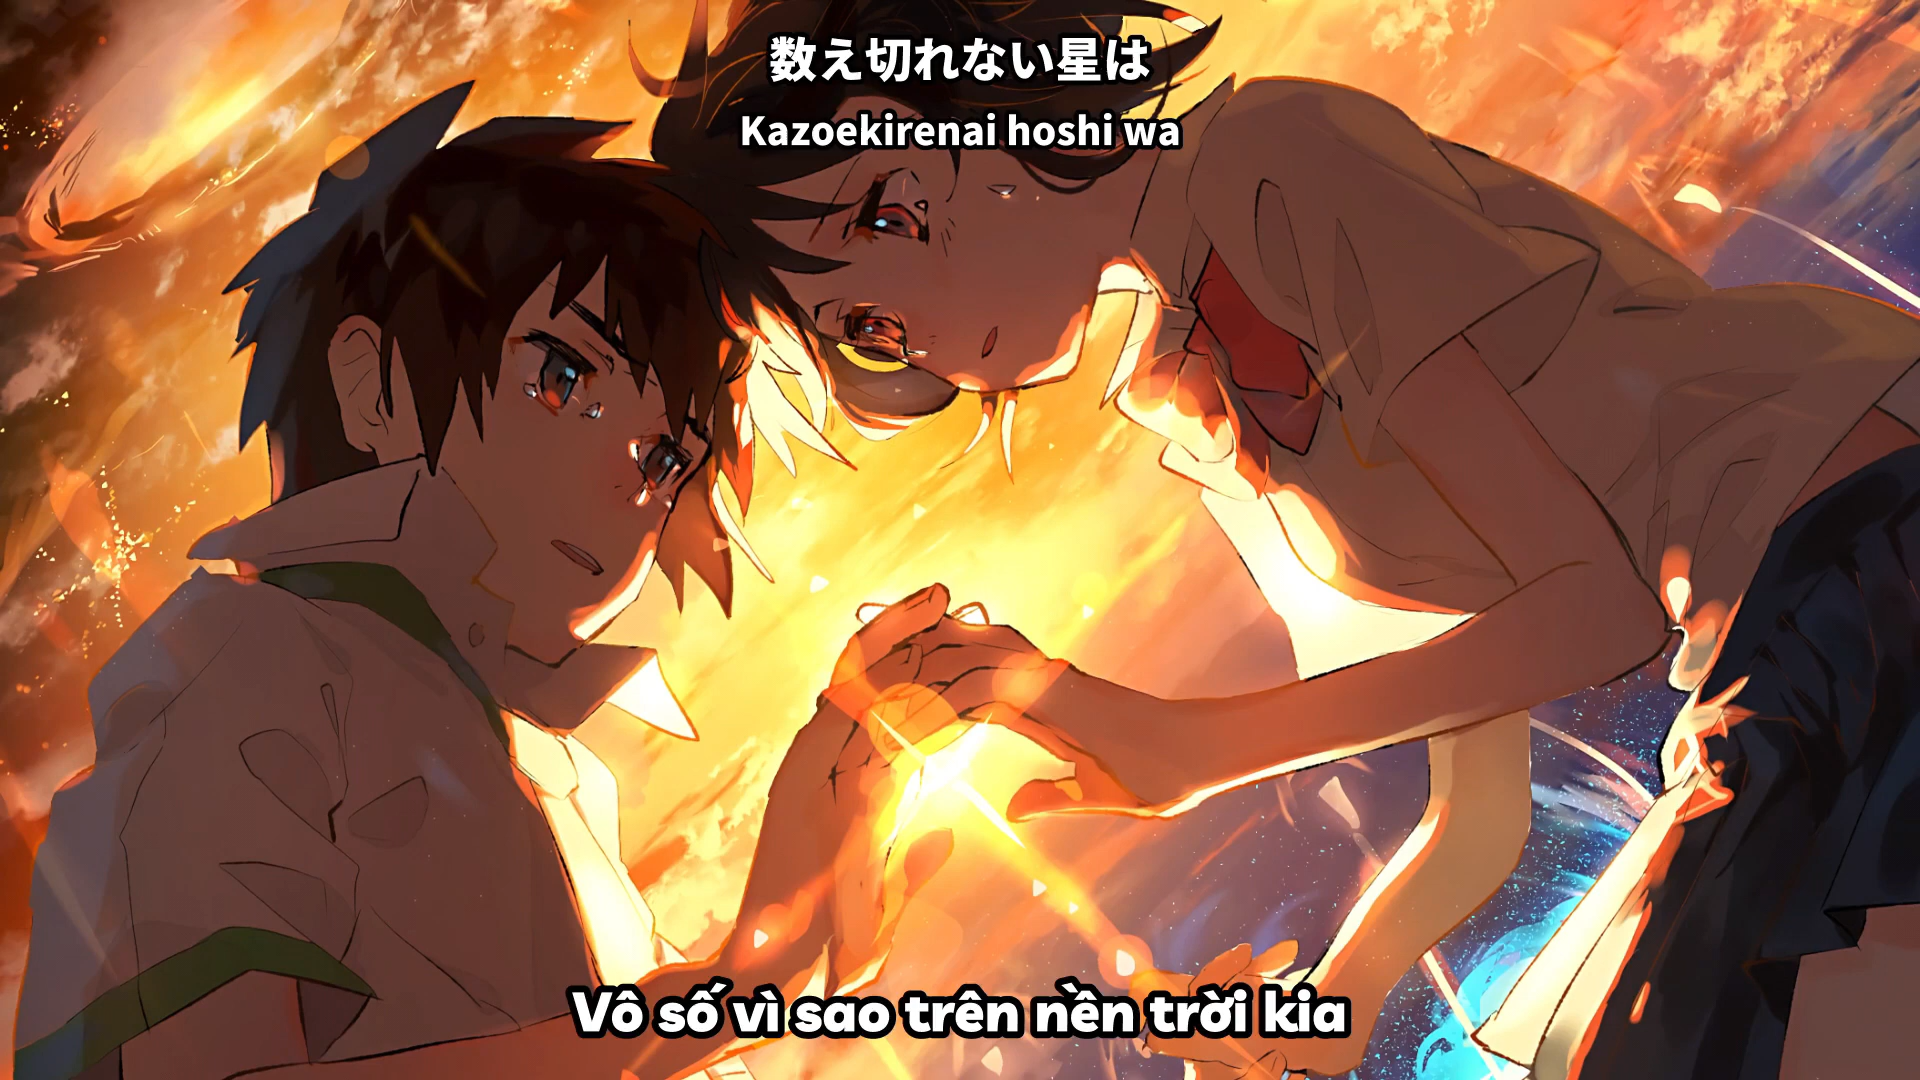 数え切れない星は
Kazoekirenai hoshi wa
Vô số vì sao trên nền trời kia